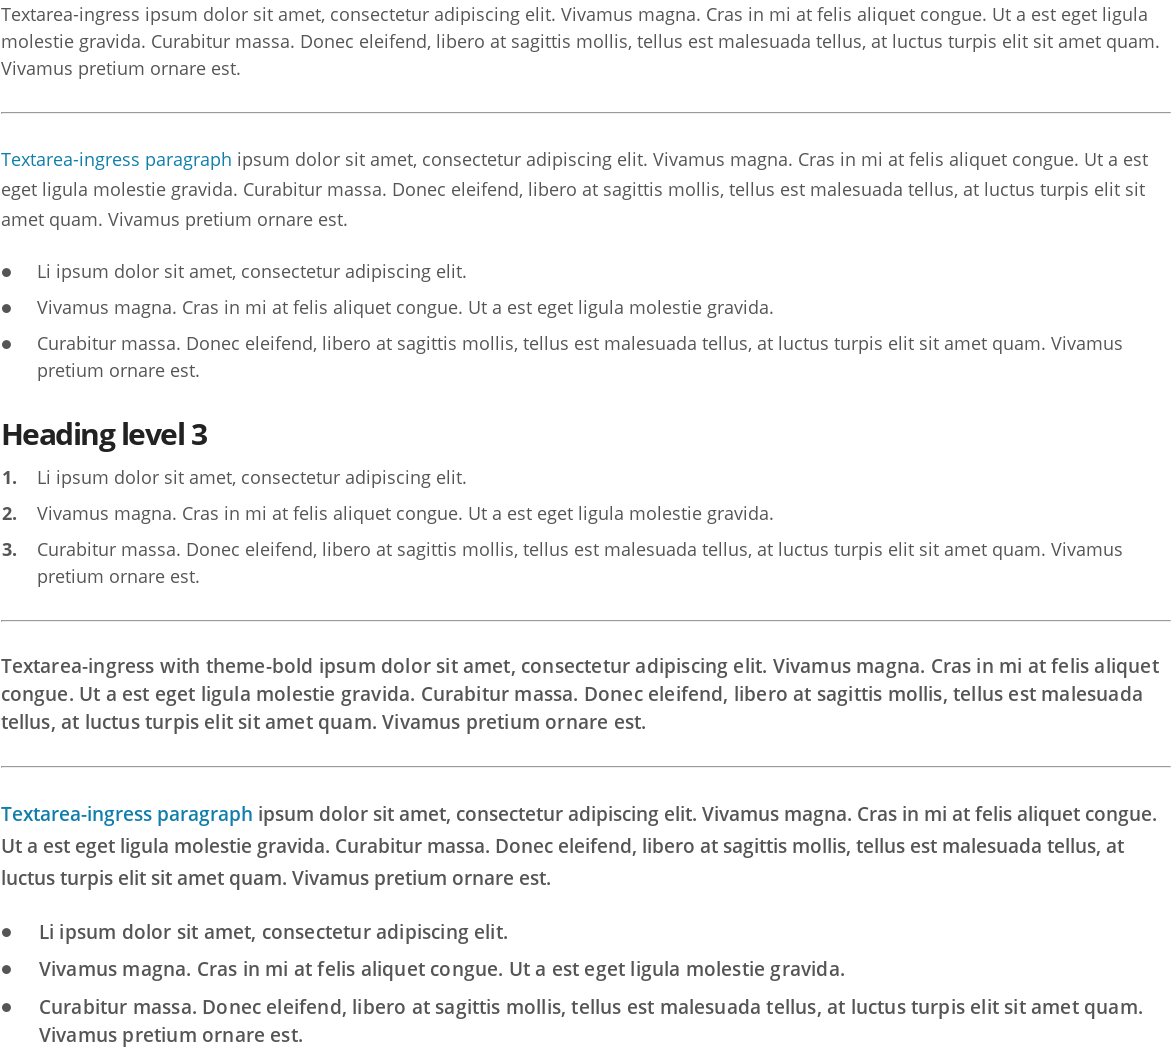 Textarea-ingress ipsum dolor sit amet, consectetur adipiscing elit. Vivamus magna. Cras in mi at felis aliquet congue. Ut a est eget ligula
molestie gravida. Curabitur massa. Donec eleifend, libero at sagittis mollis, tellus est malesuada tellus, at luctus turpis elit sit amet quam.
Vivamus pretium ornare est.
Textarea-ingress paragraph ipsum dolor sit amet, consectetur adipiscing elit. Vivamus magna. Cras in mi at felis aliquet congue. Ut a est
eget ligula molestie gravida. Curabitur massa. Donec eleifend, libero at sagittis mollis, tellus est malesuada tellus, at luctus turpis elit sit
amet quam. Vivamus pretium ornare est.
● Li ipsum dolor sit amet, consectetur adipiscing elit.
● Vivamus magna. Cras in mi at felis aliquet congue. Ut a est eget ligula molestie gravida.
● Curabitur massa. Donec eleifend, libero at sagittis mollis, tellus est malesuada tellus, at luctus turpis elit sit amet quam. Vivamus
pretium ornare est.
Heading level 3
1. Li ipsum dolor sit amet, consectetur adipiscing elit.
2. Vivamus magna. Cras in mi at felis aliquet congue. Ut a est eget ligula molestie gravida.
3. Curabitur massa. Donec eleifend, libero at sagittis mollis, tellus est malesuada tellus, at luctus turpis elit sit amet quam. Vivamus
pretium ornare est.
Textarea-ingress with theme-bold ipsum dolor sit amet, consectetur adipiscing elit. Vivamus magna. Cras in mi at felis aliquet
congue. Ut a est eget ligula molestie gravida. Curabitur massa. Donec eleifend, libero at sagittis mollis, tellus est malesuada
tellus, at luctus turpis elit sit amet quam. Vivamus pretium ornare est.
Textarea-ingress paragraph ipsum dolor sit amet, consectetur adipiscing elit. Vivamus magna. Cras in mi at felis aliquet congue.
Ut a est eget ligula molestie gravida. Curabitur massa. Donec eleifend, libero at sagittis mollis, tellus est malesuada tellus, at
luctus turpis elit sit amet quam. Vivamus pretium ornare est.
● Li ipsum dolor sit amet, consectetur adipiscing elit.
● Vivamus magna. Cras in mi at felis aliquet congue. Ut a est eget ligula molestie gravida.
● Curabitur massa. Donec eleifend, libero at sagittis mollis, tellus est malesuada tellus, at luctus turpis elit sit amet quam.
Vivamus pretium ornare est.